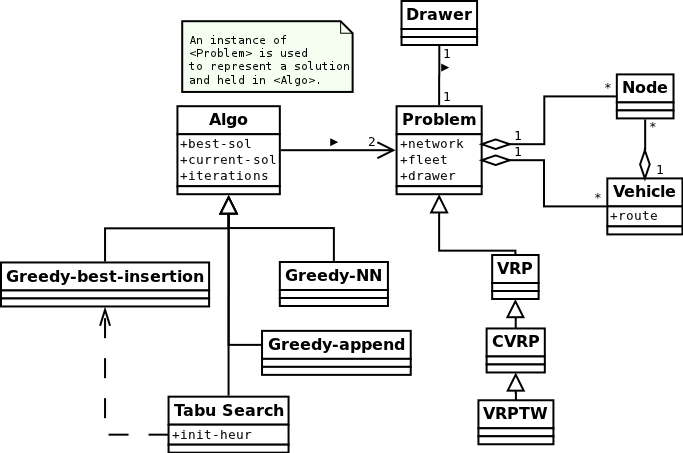 Drawer
1
1
An instance of
<Problem> is used
to represent a solution
and held in <Algo>.
Algo
+best-sol
+current-sol
+iterations
2
Problem
+network
+fleet
+drawer
1
1
*
*
Node
*
1
Vehicle
+route
Greedy-best-insertion
Greedy-NN
Greedy-append
Tabu Search
+init-heur
VRP
CVRP
VRPTW